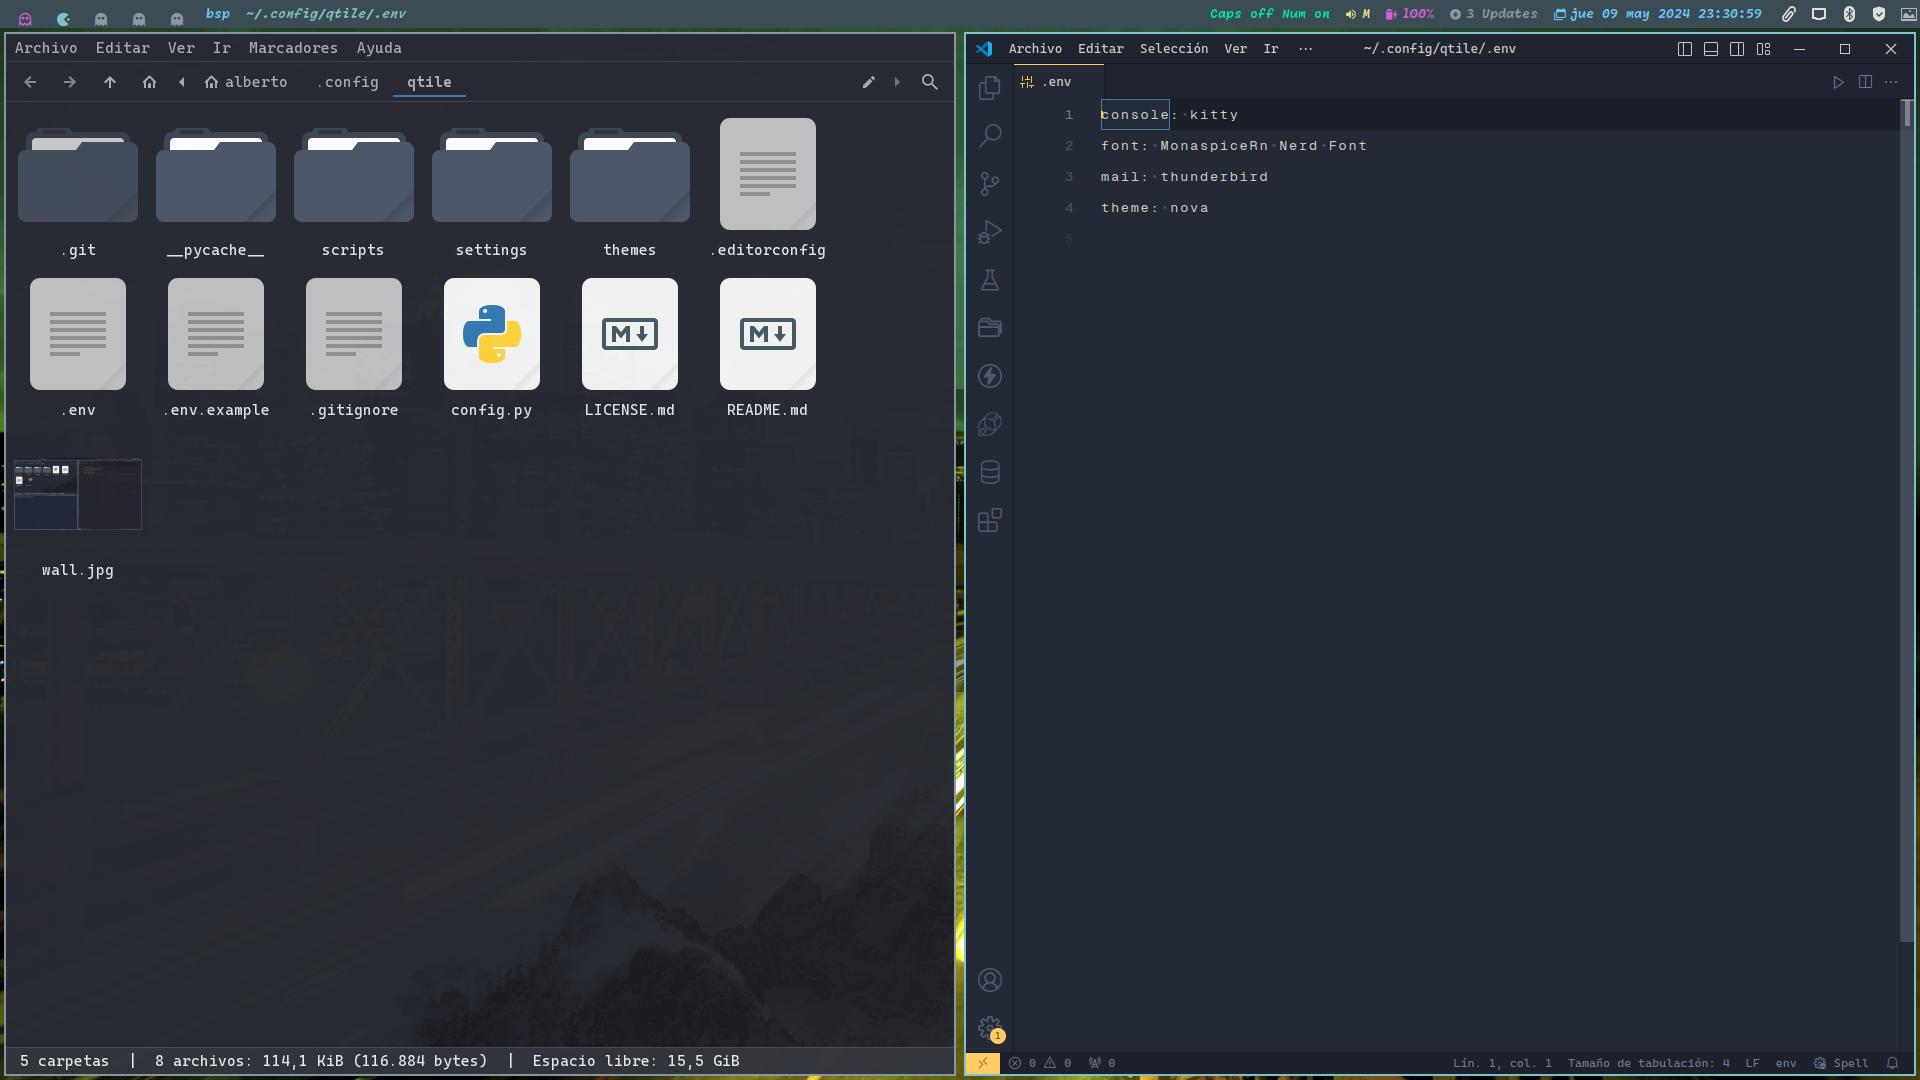 bsp ~/.config/qtile/.env
Caps off Num on M 100% 3 Updates jue 09 may 2024 23:30:59
Archivo Editar Ver Ir Marcadores Ayuda
alberto .config qtile
.git __pycache__ scripts settings themes .editorconfig
.env .env.example .gitignore config.py LICENSE.md README.md
wall.jpg
5 carpetas | 8 archivos: 114,1 KiB (116.884 bytes) | Espacio libre: 15,5 GiB
Archivo Editar Selección Ver Ir ··· ~/.config/qtile/.env
.env
1 console: kitty
2 font: MonaspiceRn Nerd Font
3 mail: thunderbird
4 theme: nova
5
1
0 0 0 Lín. 1, col. 1 Tamaño de tabulación: 4 LF env Spell